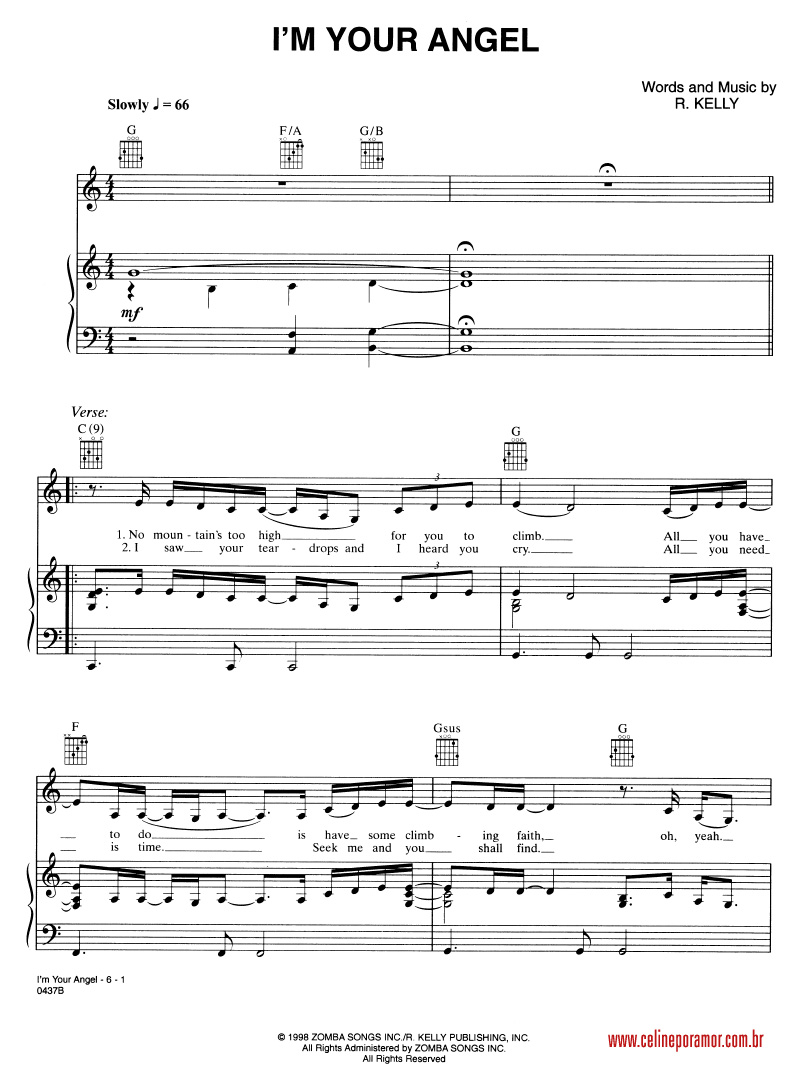 I'M YOUR ANGEL
Words and Music by
R. KELLY
Slowly ♩ = 66
G F/A G/B
mf
Verse:
C(9) G
3
1. No moun - tain's too high for you to climb. All you have
2. I saw your tear - drops and I heard you cry. All you need
3
F Gsus G
to do is have some climb - ing faith, oh, yeah.
is time. Seek me and you shall find.
I'm Your Angel - 6 - 1
0437B
© 1998 ZOMBA SONGS INC./R. KELLY PUBLISHING, INC.
All Rights Administered by ZOMBA SONGS INC.
All Rights Reserved
www.celineporamor.com.br